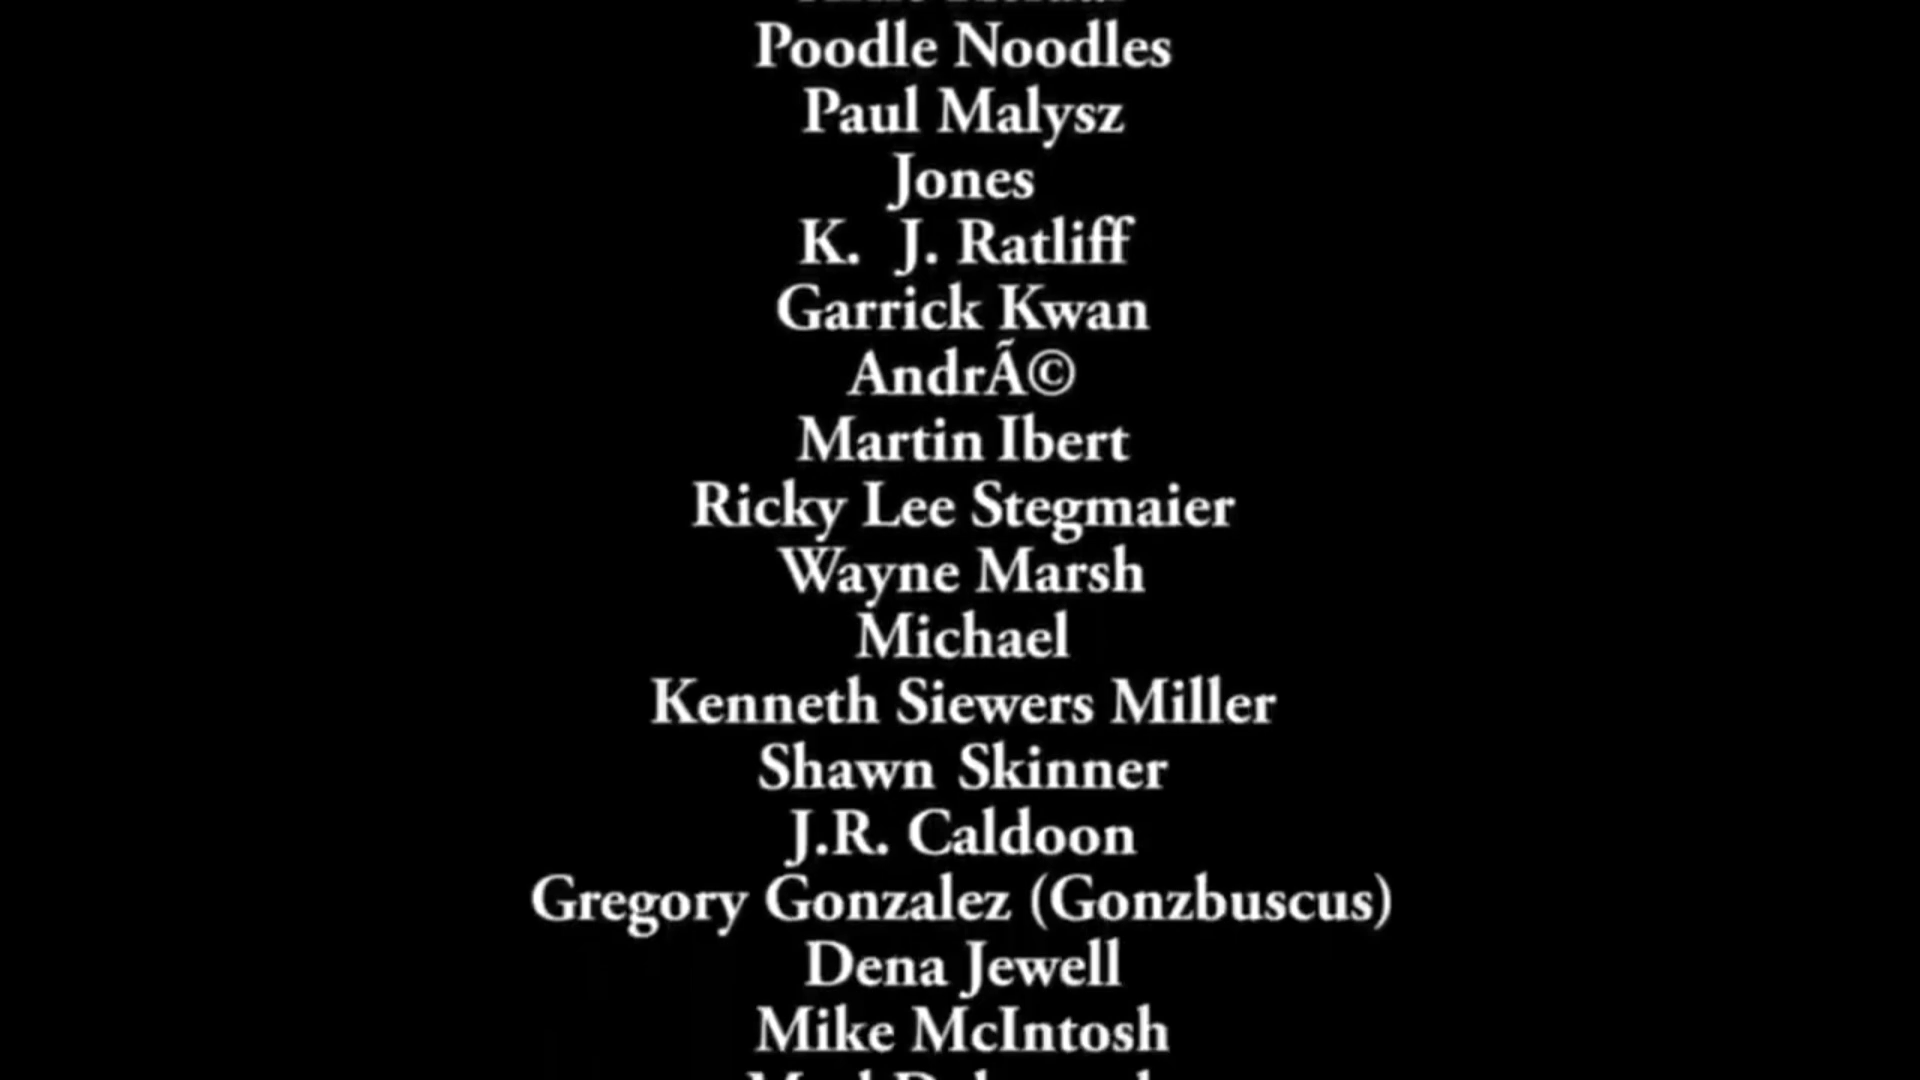 Poodle Noodles
Paul Malysz
Jones
K.  J. Ratliff
Garrick Kwan
AndrÃ©
Martin Ibert
Ricky Lee Stegmaier
Wayne Marsh
Michael
Kenneth Siewers Miller
Shawn Skinner
J.R. Caldoon
Gregory Gonzalez (Gonzbuscus)
Dena Jewell
Mike McIntosh